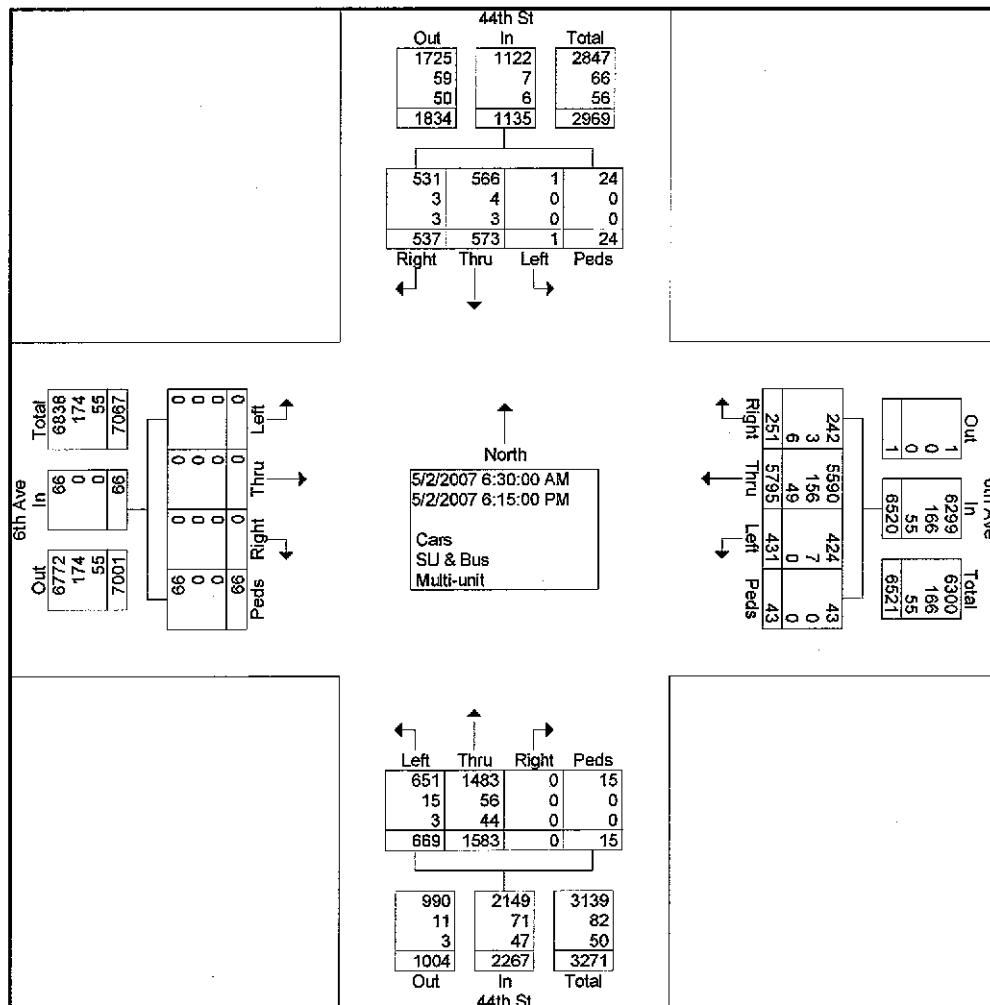 44th St
Out In Total
1725 1122 2847
59 7 66
50 6 56
1834 1135 2969
531 566 1 24
3 4 0 0
3 3 0 0
537 573 1 24
Right Thru Left Peds
6th Ave
Total In Out
6838 66 6772
174 0 174
55 0 55
7067 66 7001
0 0 0 66
0 0 0 0
0 0 0 0
0 0 0 66
Left Thru Right Peds
North
5/2/2007 6:30:00 AM
5/2/2007 6:15:00 PM
Cars
SU & Bus
Multi-unit
Right Thru Left Peds
242 5590 424 43
3 156 7 0
6 49 0 0
251 5795 431 43
Out In Total
1 6299 6300
0 166 166
0 55 55
1 6520 6521
6th Ave
Left Thru Right Peds
651 1483 0 15
15 56 0 0
3 44 0 0
669 1583 0 15
990 2149 3139
11 71 82
3 47 50
1004 2267 3271
Out In Total
44th St